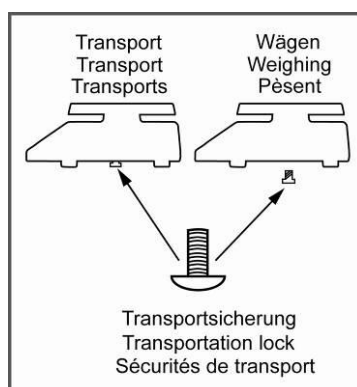 Transport
Transport
Transports
Wägen
Weighing
Pèsent
Transportsicherung
Transportation lock
Sécurités de transport